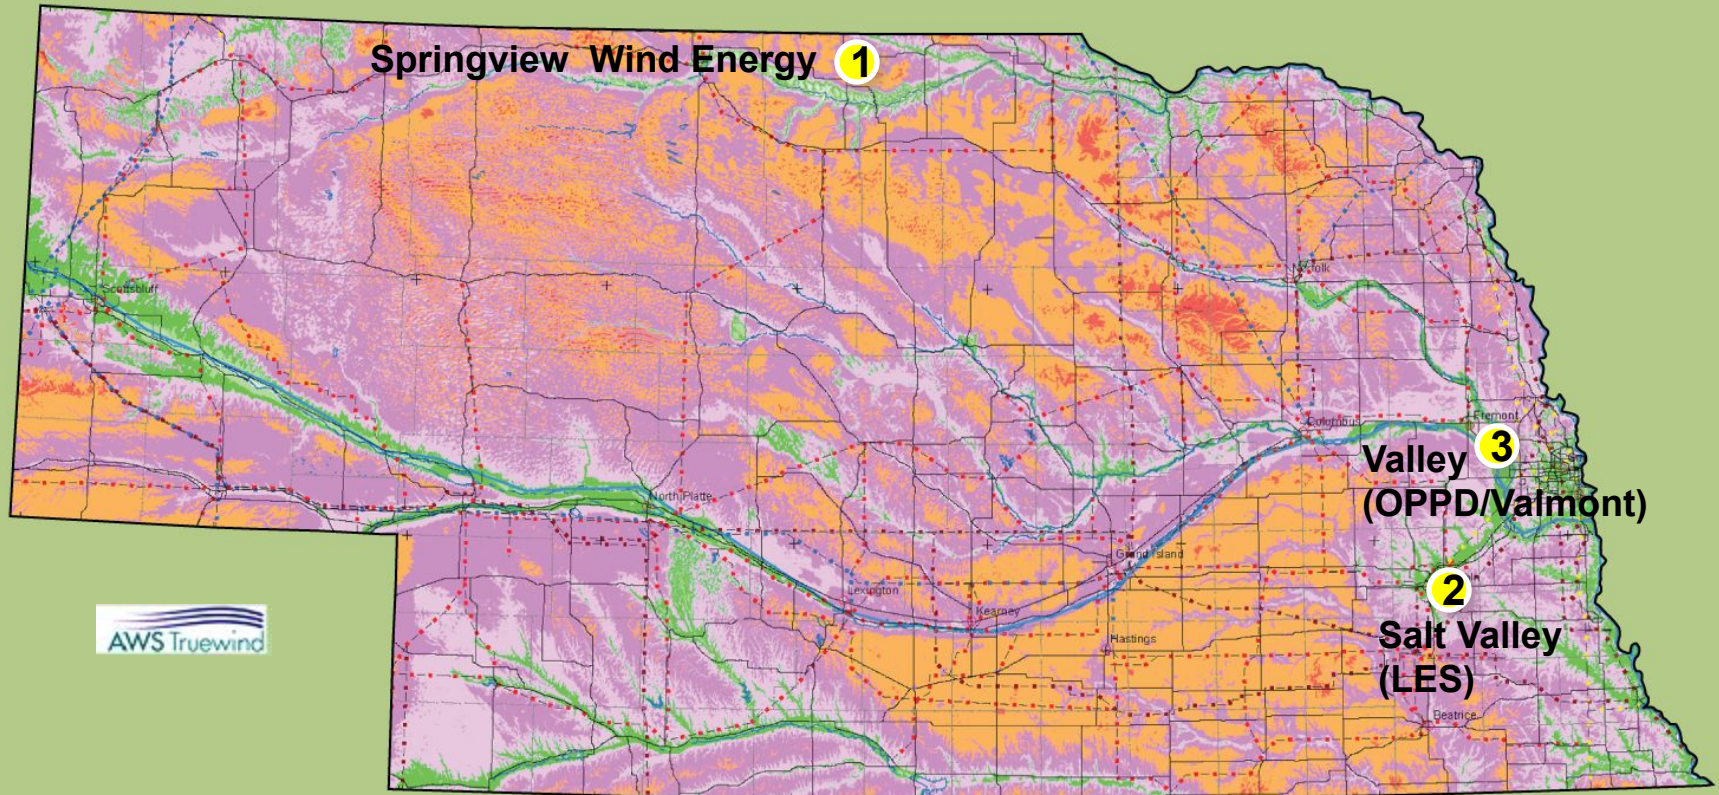 Springview Wind Energy 1
Scottsbluff
Norfolk
Columbus
Fremont
3
Valley
(OPPD/Valmont)
North Platte
Grand Island
2
Lexington
Kearney
Hastings
Salt Valley
(LES)
AWS Truewind
Beatrice